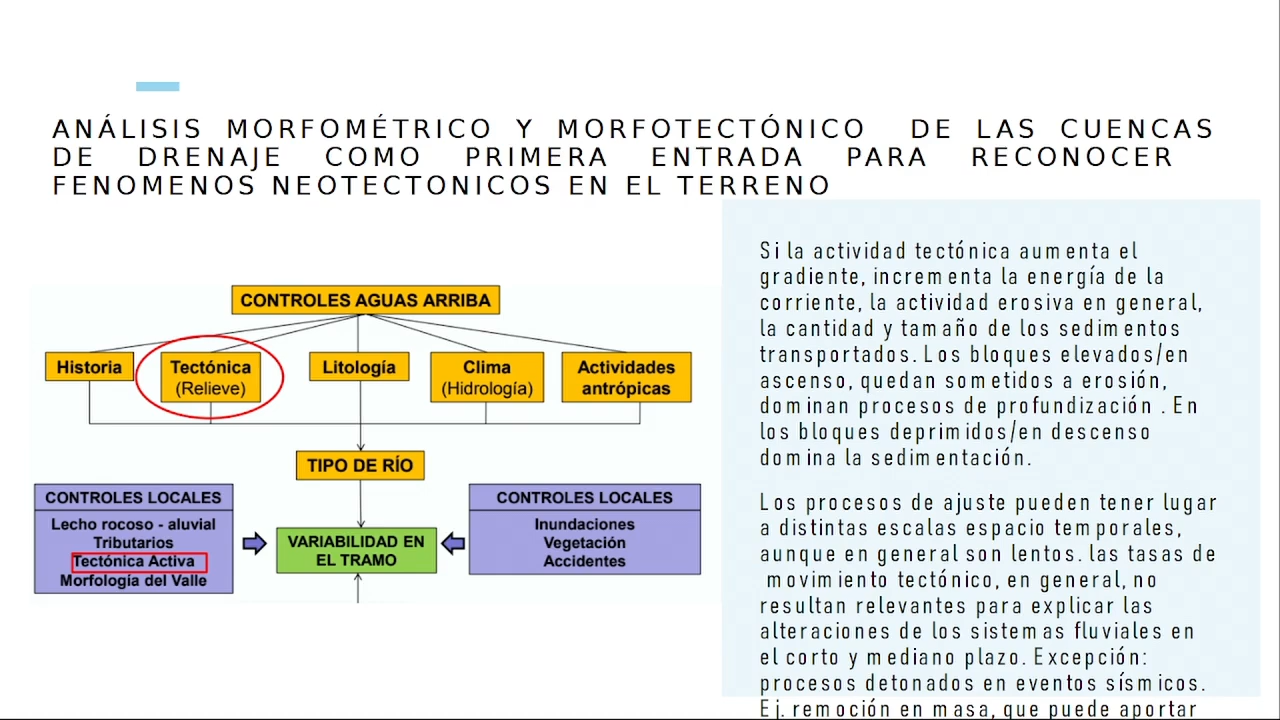 ANÁLISIS MORFOMÉTRICO Y MORFOTECTÓNICO DE LAS CUENCAS
DE DRENAJE COMO PRIMERA ENTRADA PARA RECONOCER
FENOMENOS NEOTECTONICOS EN EL TERRENO
CONTROLES AGUAS ARRIBA
Historia
Tectónica
(Relieve)
Litología
Clima
(Hidrología)
Actividades
antrópicas
TIPO DE RÍO
CONTROLES LOCALES
Lecho rocoso - aluvial
Tributarios
Tectónica Activa
Morfología del Valle
VARIABILIDAD EN
EL TRAMO
CONTROLES LOCALES
Inundaciones
Vegetación
Accidentes
Si la actividad tectónica aumenta el
gradiente, incrementa la energía de la
corriente, la actividad erosiva en general,
la cantidad y tamaño de los sedimentos
transportados. Los bloques elevados/en
ascenso, quedan sometidos a erosión,
dominan procesos de profundización . En
los bloques deprimidos/en descenso
domina la sedimentación.
Los procesos de ajuste pueden tener lugar
a distintas escalas espacio temporales,
aunque en general son lentos. las tasas de
movimiento tectónico, en general, no
resultan relevantes para explicar las
alteraciones de los sistemas fluviales en
el corto y mediano plazo. Excepción:
procesos detonados en eventos sísmicos.
Ej. remoción en masa, que puede aportar